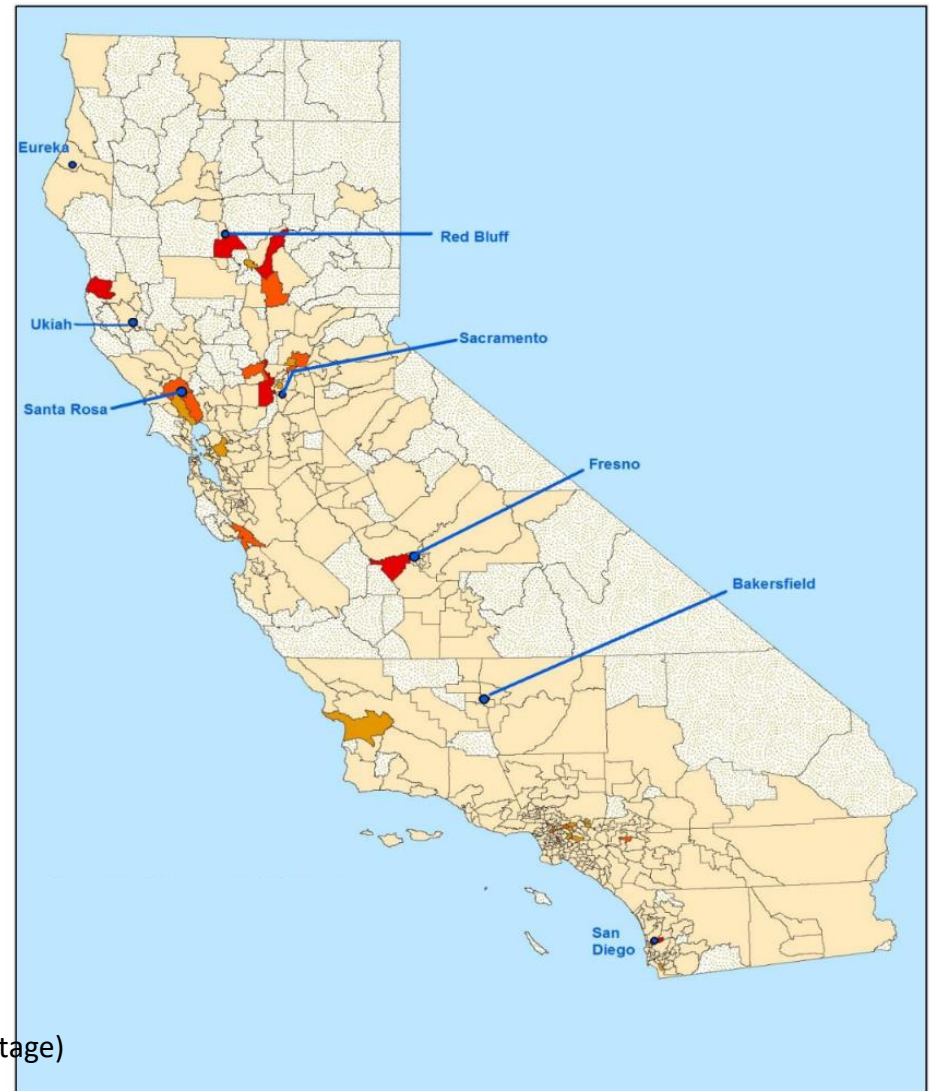 Eureka
Red Bluff
Ukiah
Sacramento
Santa Rosa
Fresno
Bakersfield
San
Diego
tage)